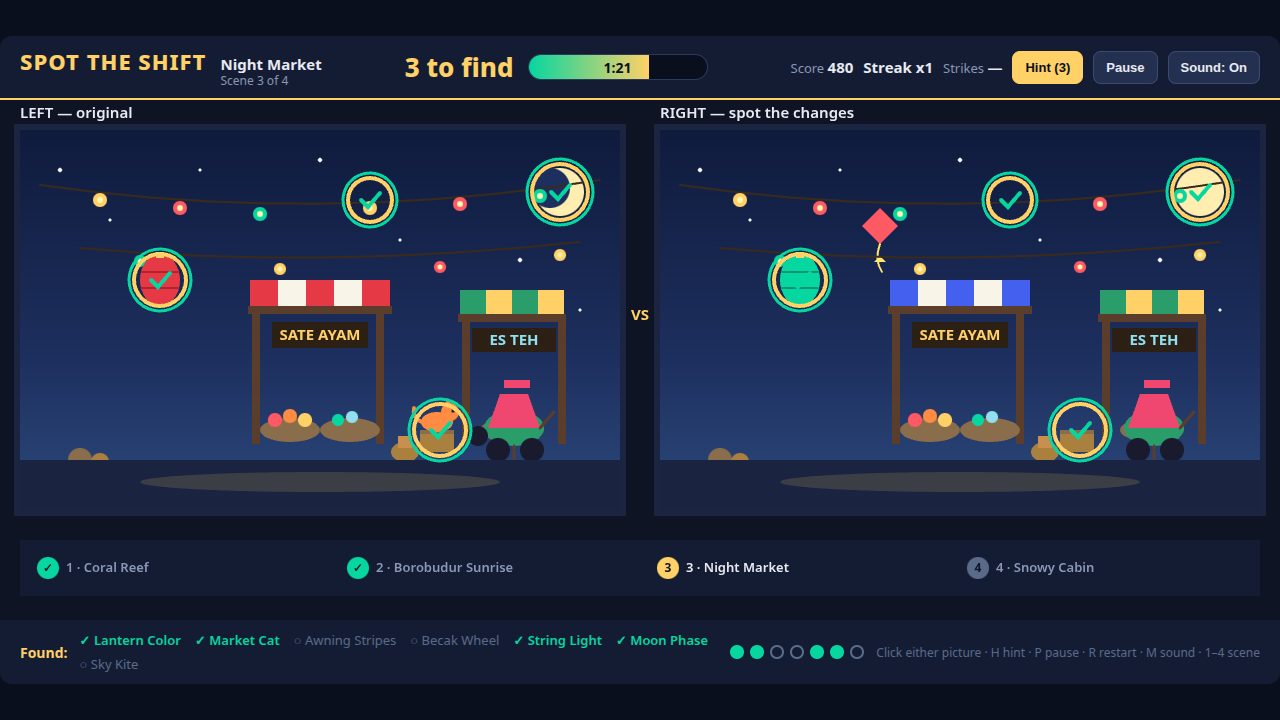 SPOT THE SHIFT
Night Market
Scene 3 of 4
3 to find
1:21
Score 480 Streak x1 Strikes —
Hint (3)
Pause
Sound: On
LEFT — original
RIGHT — spot the changes
SATE AYAM
ES TEH
VS
SATE AYAM
ES TEH
✓ 1 · Coral Reef
✓ 2 · Borobudur Sunrise
3 3 · Night Market
4 4 · Snowy Cabin
Found:
✓ Lantern Color ✓ Market Cat ○ Awning Stripes ○ Becak Wheel ✓ String Light ✓ Moon Phase
○ Sky Kite
Click either picture · H hint · P pause · R restart · M sound · 1–4 scene